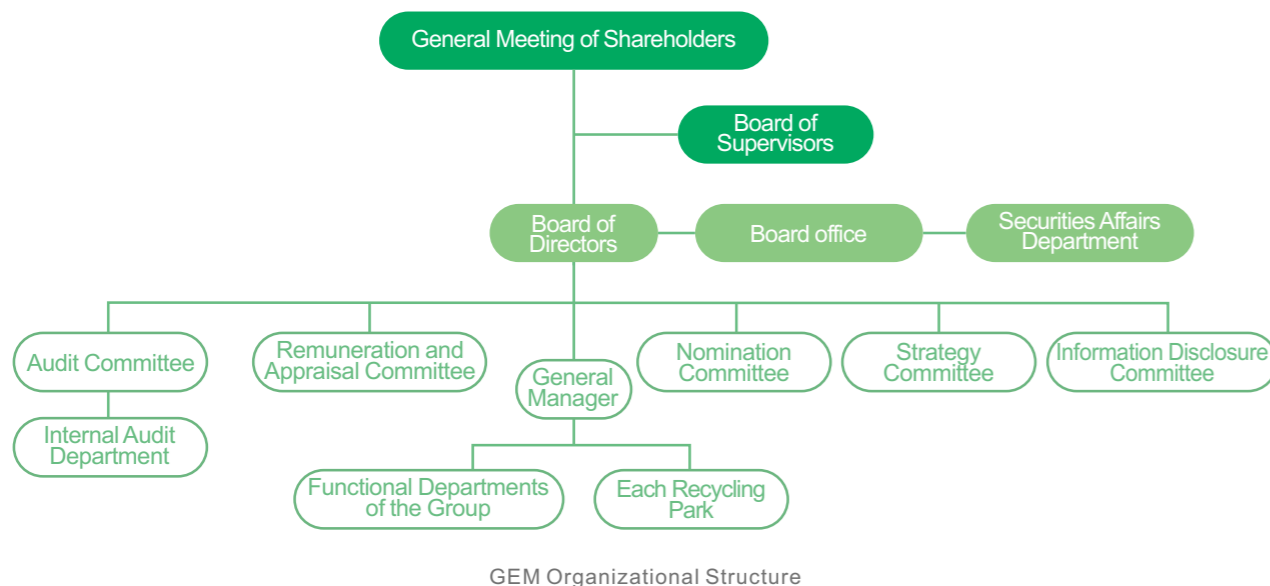 General Meeting of Shareholders
Board of
Supervisors
Board of
Directors
Board office
Securities Affairs
Department
Audit Committee
Remuneration and
Appraisal Committee
General
Manager
Nomination
Committee
Strategy
Committee
Information Disclosure
Committee
Internal Audit
Department
Functional Departments
of the Group
Each Recycling
Park
GEM Organizational Structure